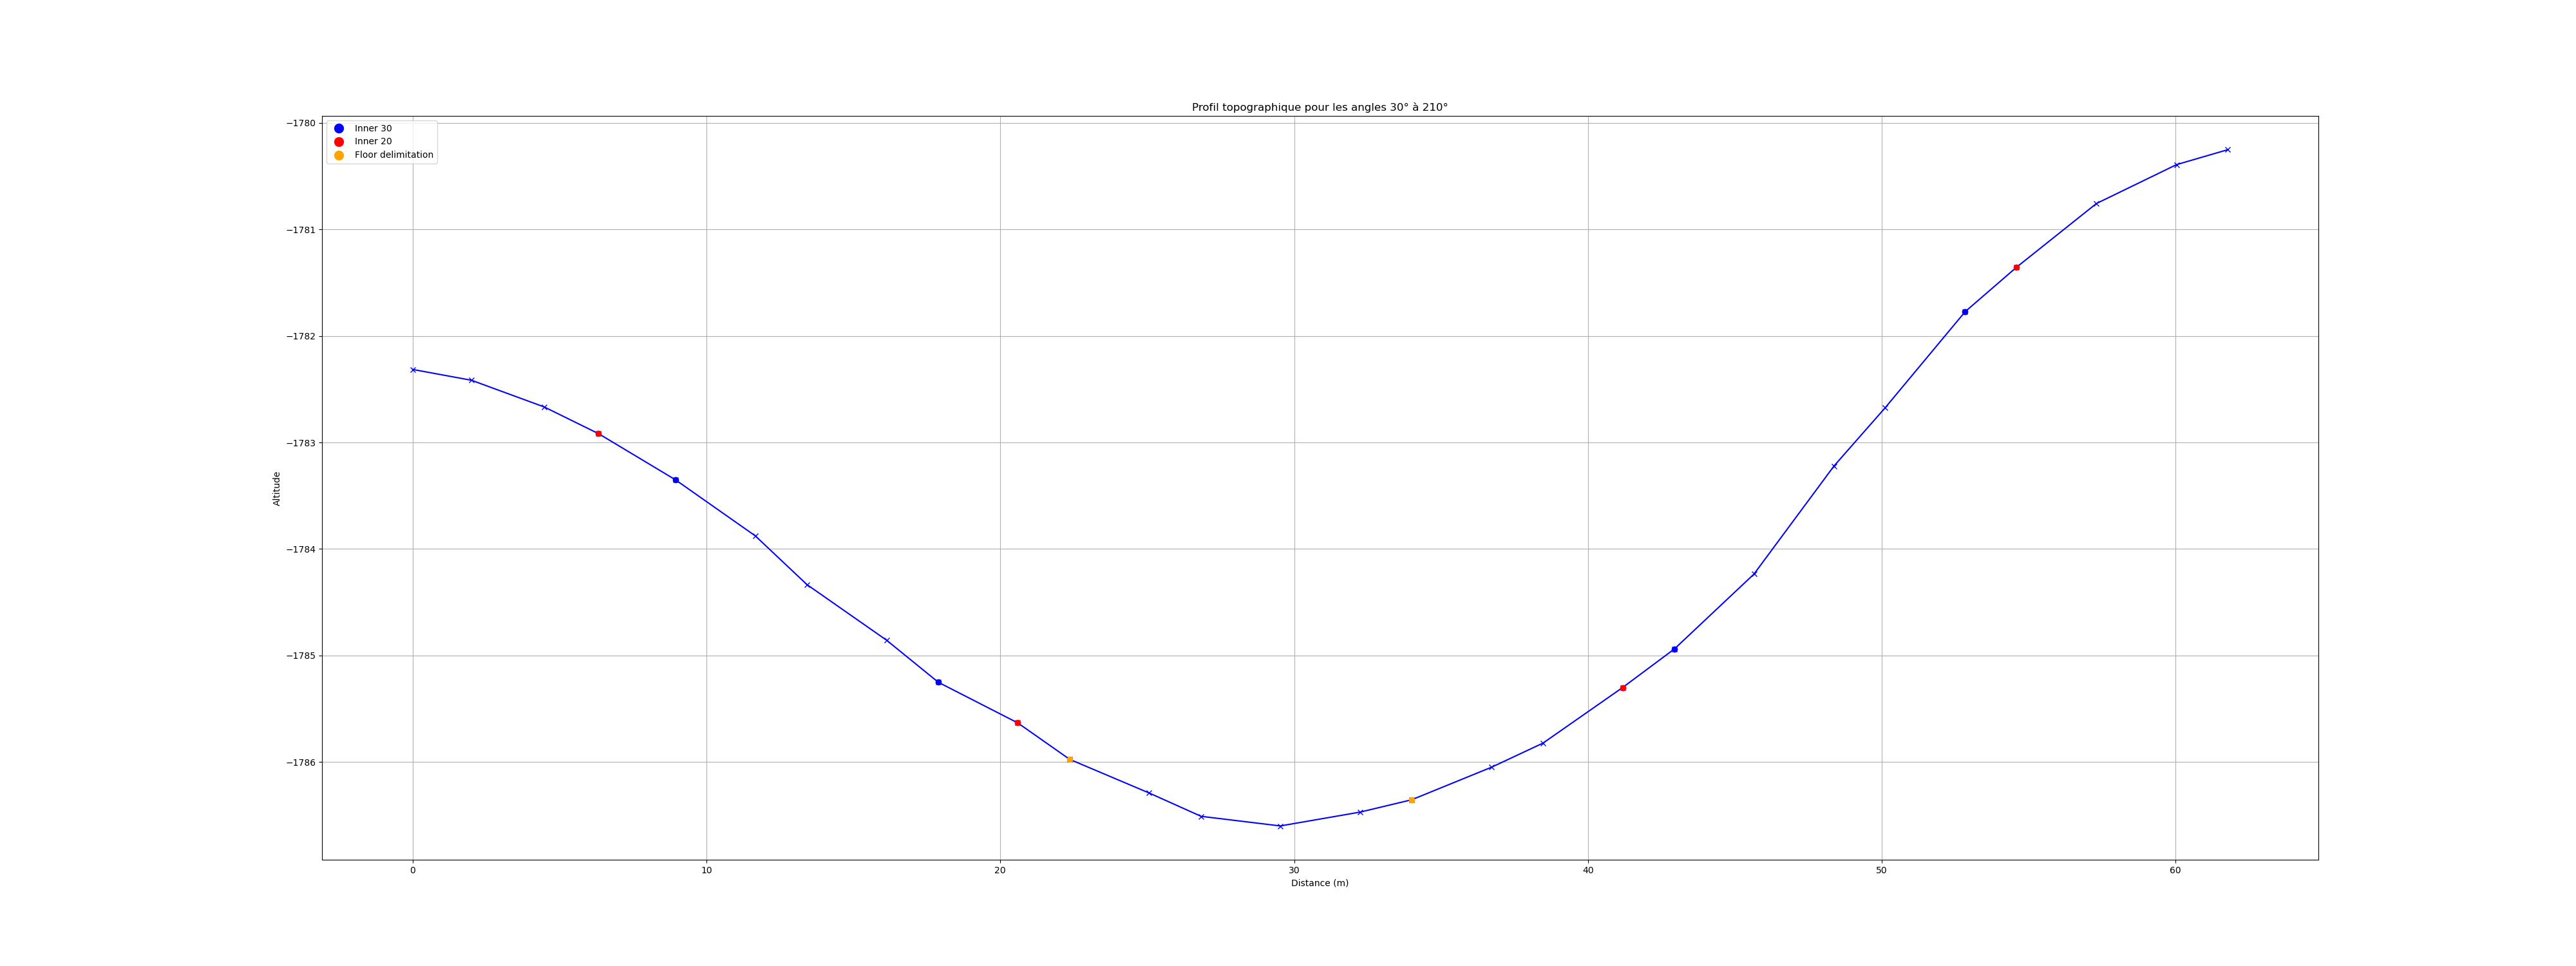 Profil topographique pour les angles 30° à 210°
Inner 30
Inner 20
Floor delimitation
−1780
−1781
−1782
−1783
−1784
−1785
−1786
Altitude
0 10 20 30 40 50 60
Distance (m)